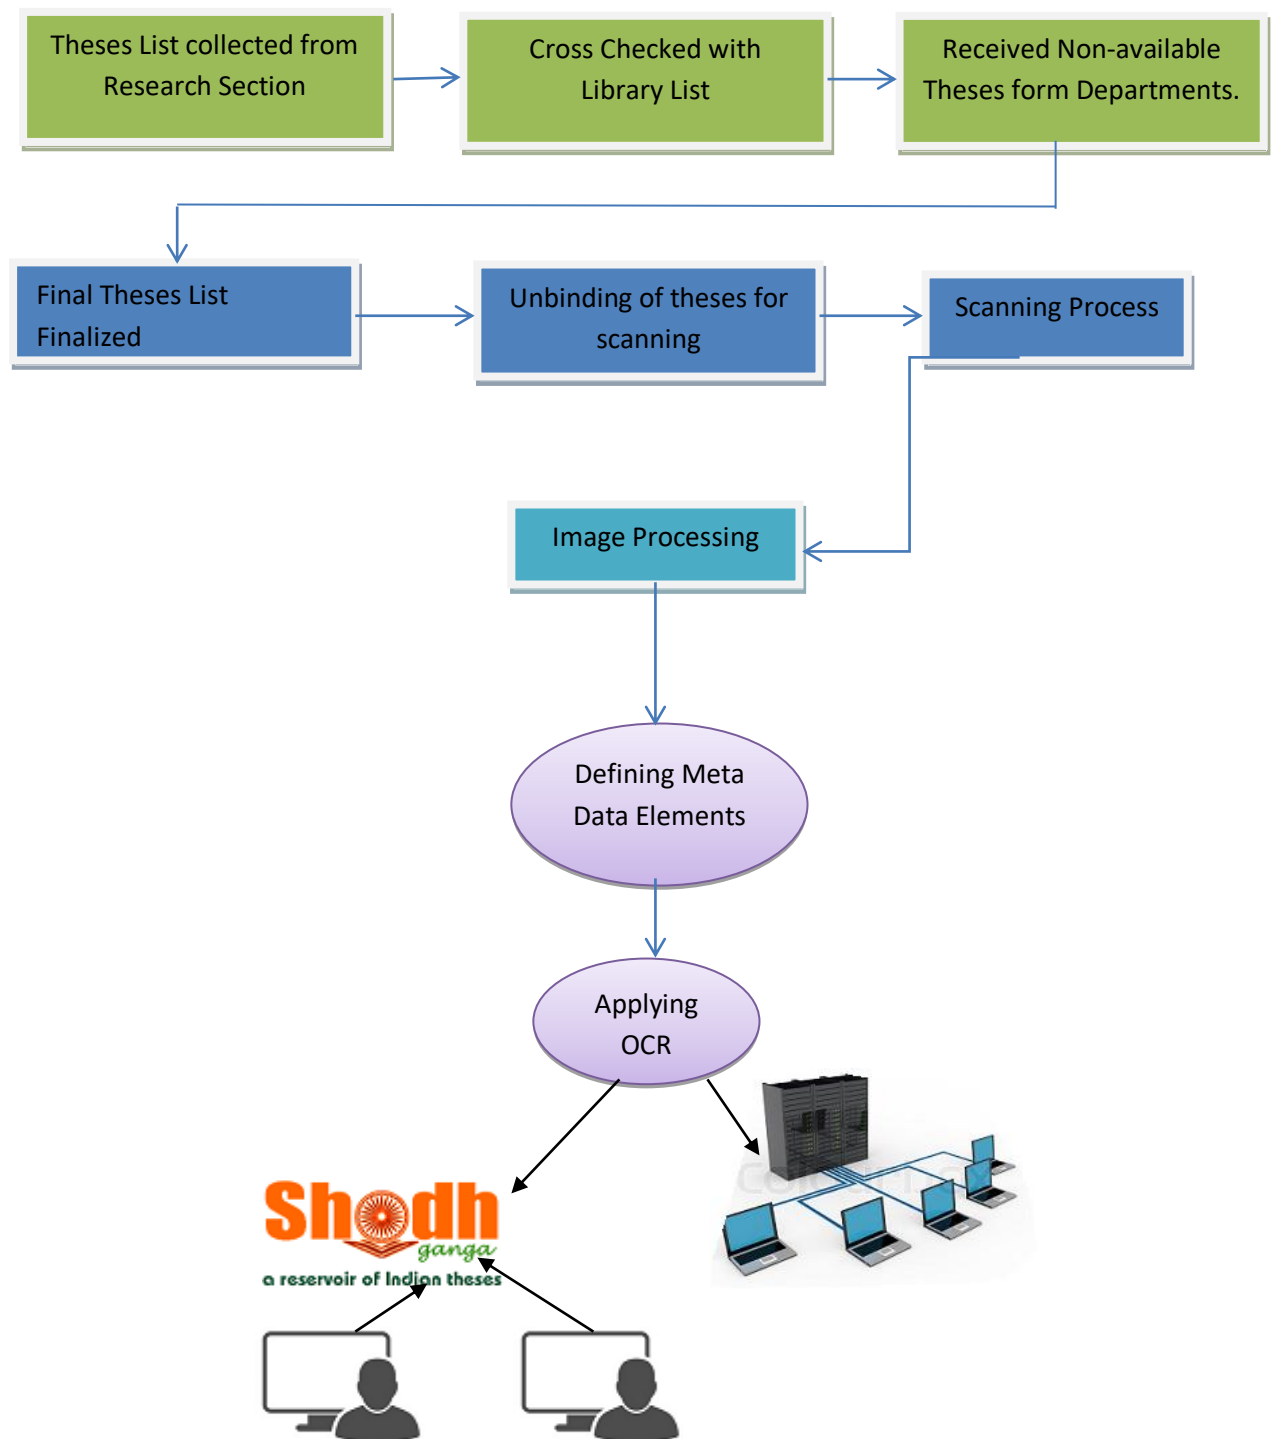 Theses List collected from
Research Section
Cross Checked with
Library List
Received Non-available
Theses form Departments.
Final Theses List
Finalized
Unbinding of theses for
scanning
Scanning Process
Image Processing
Defining Meta
Data Elements
Applying
OCR
Shodh
ganga
a reservoir of Indian theses